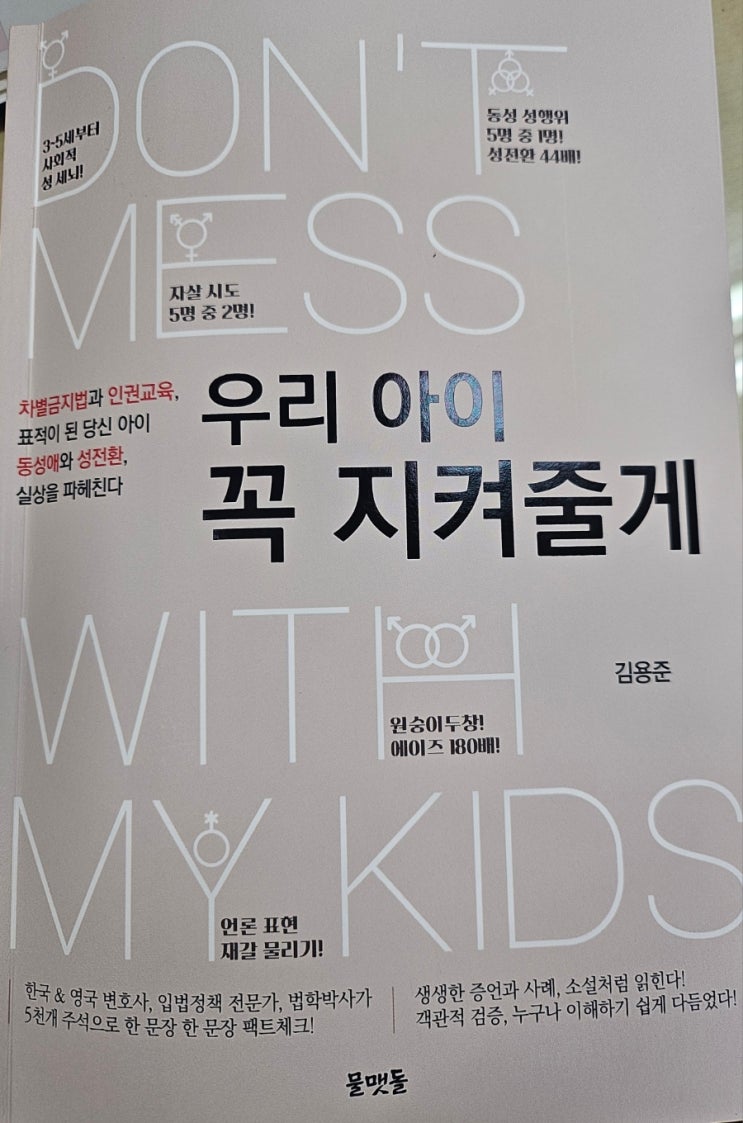 DON'T
3~5세부터
사회적
성 세뇌!
동성 성행위
5명 중 1명!
성전환 44배!
MESS
자살 시도
5명 중 2명!
차별금지법과 인권교육,
표적이 된 당신 아이
동성애와 성전환,
실상을 파헤친다
우리 아이
꼭 지켜줄게
WITH
김용준
원숭이두창!
에이즈 180배!
MY KIDS
언론 표현
재갈 물리기!
한국 & 영국 변호사, 입법정책 전문가, 법학박사가
5천개 주석으로 한 문장 한 문장 팩트체크!
생생한 증언과 사례, 소설처럼 읽힌다!
객관적 검증, 누구나 이해하기 쉽게 다듬었다!
물맷돌